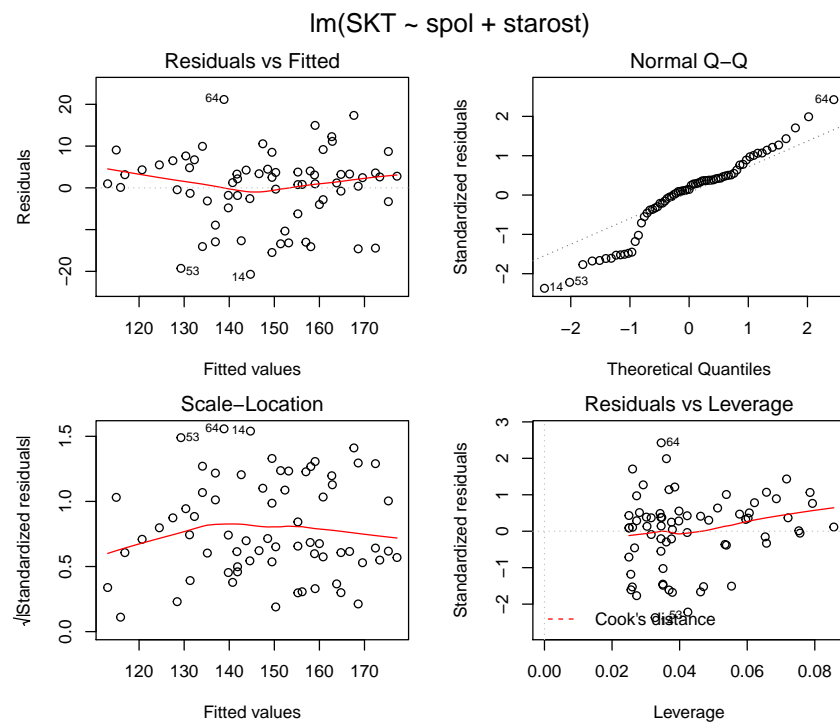 lm(SKT ~ spol + starost)
Residuals vs Fitted
Residuals
20
10
0
−20
64
53
14
120 130 140 150 160 170
Fitted values
Normal Q−Q
Standardized residuals
2
1
0
−1
−2
64
53
14
−2 −1 0 1 2
Theoretical Quantiles
Scale−Location
√|Standardized residuals|
1.5
1.0
0.5
0.0
53
64
14
120 130 140 150 160 170
Fitted values
Residuals vs Leverage
Standardized residuals
3
2
1
0
−2
64
53
Cook's distance
0.00 0.02 0.04 0.06 0.08
Leverage